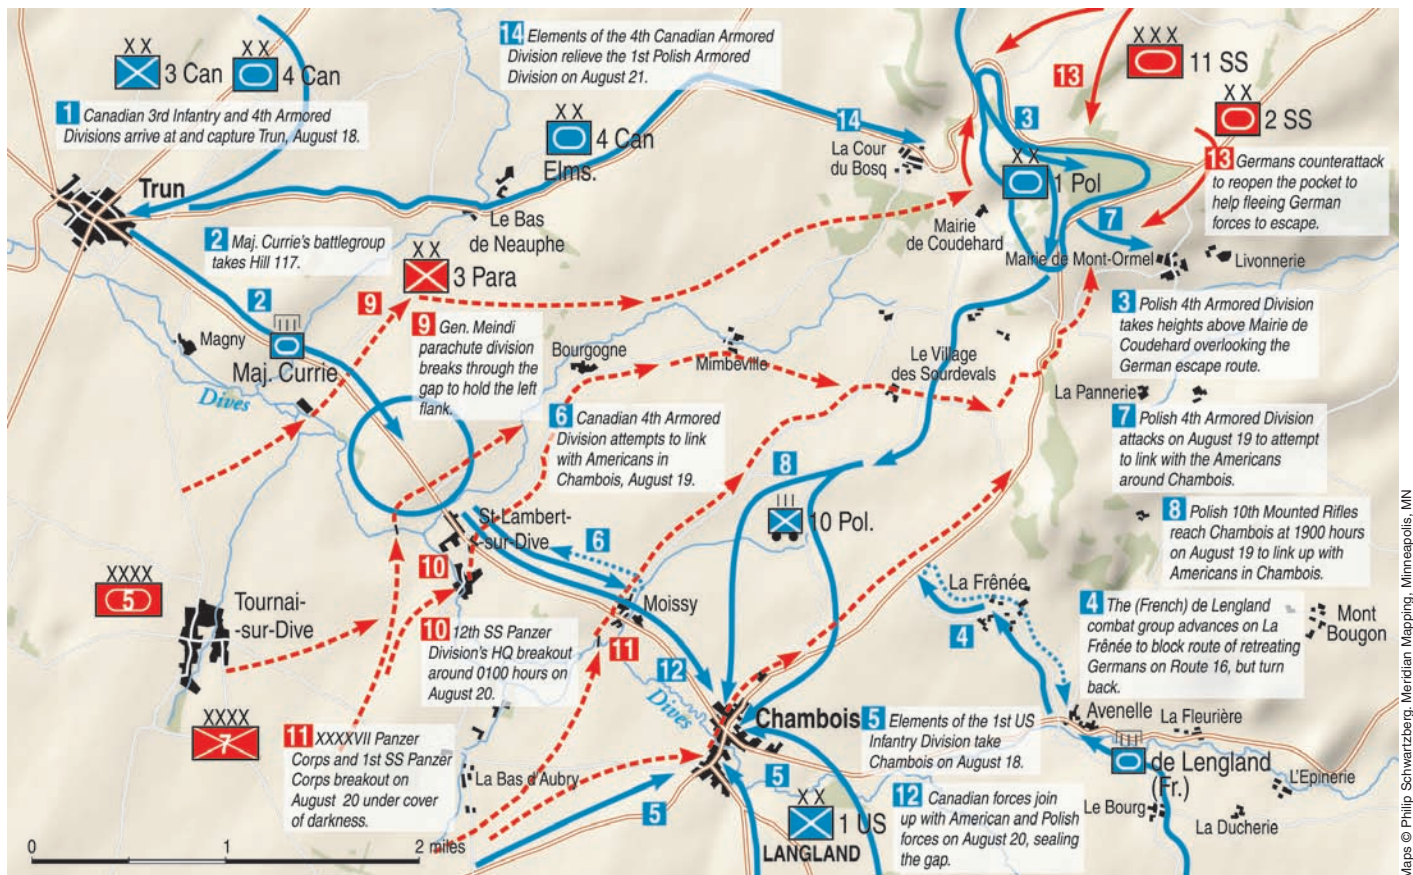 X X
3 Can
X X
4 Can
1 Canadian 3rd Infantry and 4th Armored
Divisions arrive at and capture Trun, August 18.
14 Elements of the 4th Canadian Armored
Division relieve the 1st Polish Armored
Division on August 21.
X X
4 Can
Elms.
14
La Cour
du Bosq
13
X X X
11 SS
X X
2 SS
3
X X
1 Pol
13 Germans counterattack
to reopen the pocket to
help fleeing German
forces to escape.
7
Trun
Le Bas
de Neauphe
Mairie
de Coudehard
Mairie de Mont-Ormel
Livonnerie
2 Maj. Currie's battlegroup
takes Hill 117.
X X
3 Para
2
9
Magny
Maj. Currie
Dives
9 Gen. Meindi
parachute division
breaks through the
gap to hold the left
flank.
Bourgogne
Mimbeville
Le Village
des Sourdevals
3 Polish 4th Armored Division
takes heights above Mairie de
Coudehard overlooking the
German escape route.
La Pannerie
6 Canadian 4th Armored
Division attempts to link
with Americans in
Chambois, August 19.
7 Polish 4th Armored Division
attacks on August 19 to attempt
to link with the Americans
around Chambois.
8
10 Pol.
8 Polish 10th Mounted Rifles
reach Chambois at 1900 hours
on August 19 to link up with
Americans in Chambois.
St-Lambert-
-sur-Dive
6
10
Moissy
XXXX
5
Tournai-
-sur-Dive
La Frênée
4
4 The (French) de Lengland
combat group advances on La
Frênée to block route of retreating
Germans on Route 16, but turn
back.
Mont
Bougon
10 12th SS Panzer
Division's HQ breakout
around 0100 hours on
August 20.
11
12
Dives
XXXX
7
11 XXXXVII Panzer
Corps and 1st SS Panzer
Corps breakout on
August 20 under cover
of darkness.
La Bas d'Aubry
Chambois
5 Elements of the 1st US
Infantry Division take
Chambois on August 18.
Avenelle
La Fleurière
de Lengland
(Fr.)
L'Epinerie
Le Bourg
La Ducherie
5
5
X X
1 US
LANGLAND
12 Canadian forces join
up with American and Polish
forces on August 20, sealing
the gap.
0 1 2 miles
Maps © Philip Schwartzberg, Meridian Mapping, Minneapolis, MN